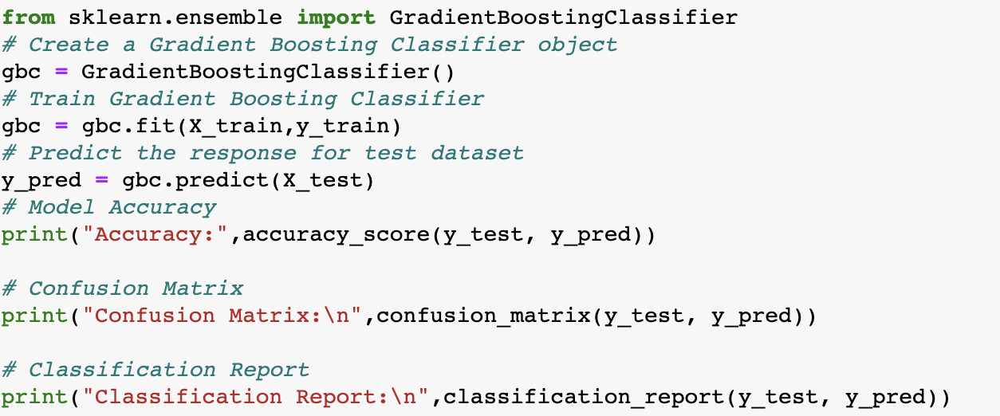 from sklearn.ensemble import GradientBoostingClassifier
# Create a Gradient Boosting Classifier object
gbc = GradientBoostingClassifier()
# Train Gradient Boosting Classifier
gbc = gbc.fit(X_train,y_train)
# Predict the response for test dataset
y_pred = gbc.predict(X_test)
# Model Accuracy
print("Accuracy:",accuracy_score(y_test, y_pred))
# Confusion Matrix
print("Confusion Matrix:\n",confusion_matrix(y_test, y_pred))
# Classification Report
print("Classification Report:\n",classification_report(y_test, y_pred))